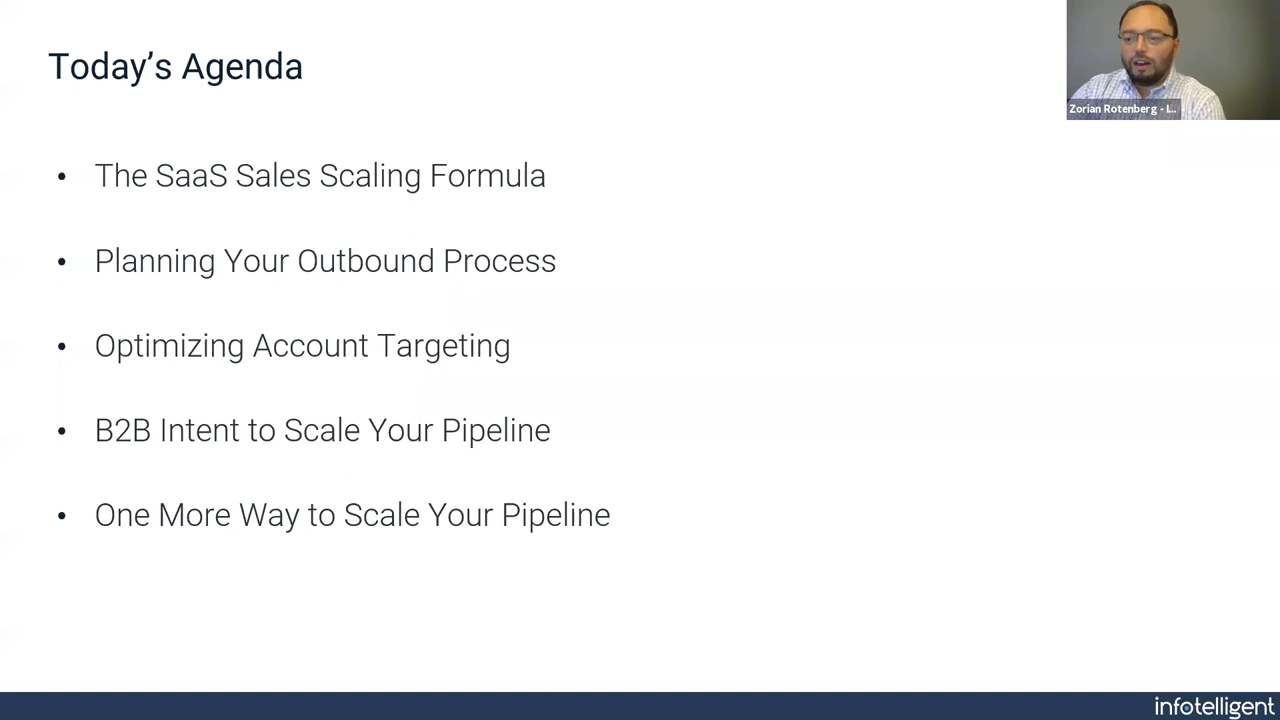 Today's Agenda
Zorian Rotenberg - I...
• The SaaS Sales Scaling Formula
• Planning Your Outbound Process
• Optimizing Account Targeting
• B2B Intent to Scale Your Pipeline
• One More Way to Scale Your Pipeline
infotelligent